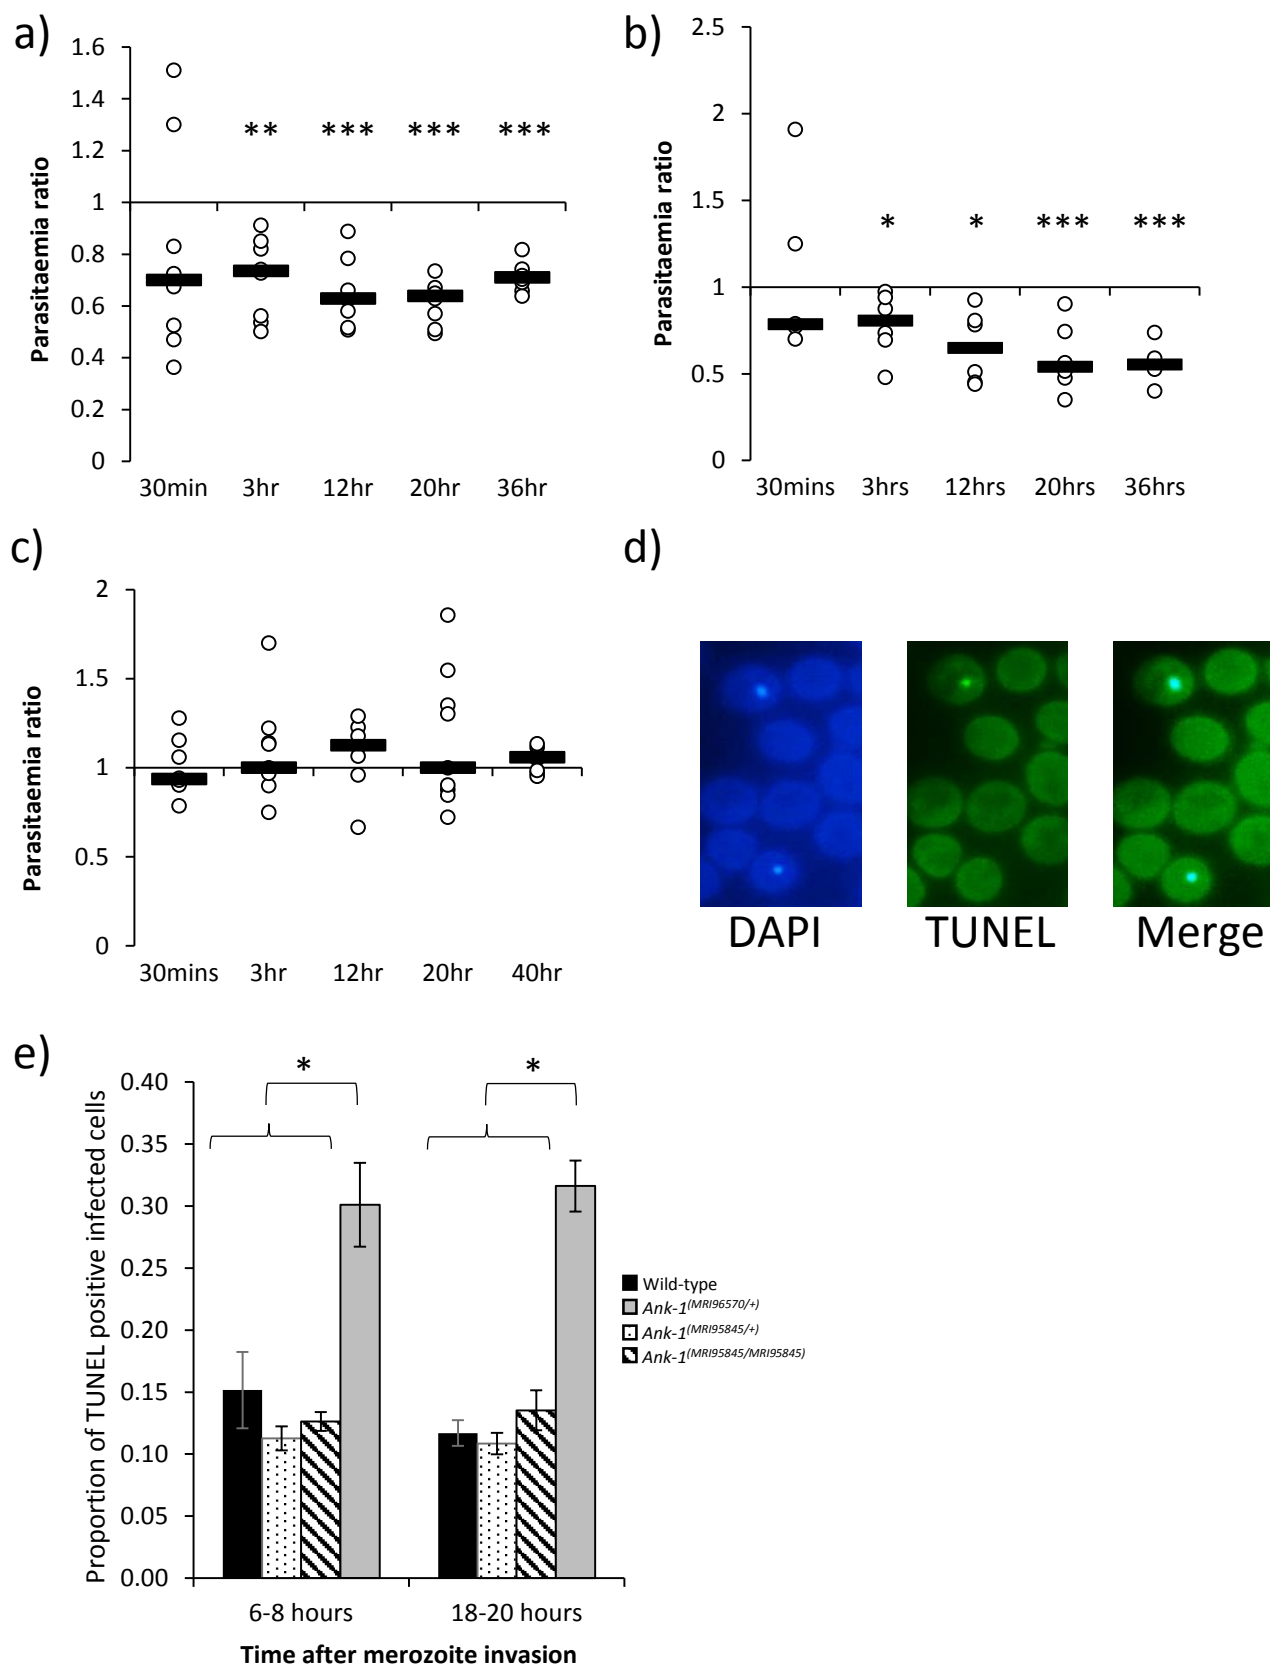 a)
1.6
1.4
1.2
1
0.8
0.6
0.4
0.2
0
Parasitaemia ratio
** *** *** ***
30min 3hr 12hr 20hr 36hr
b)
2.5
2
1.5
1
0.5
0
Parasitaemia ratio
* * *** ***
30mins 3hrs 12hrs 20hrs 36hrs
c)
2
1.5
1
0.5
0
Parasitaemia ratio
30mins 3hr 12hr 20hr 40hr
d)
DAPI TUNEL Merge
e)
0.40
0.35
0.30
0.25
0.20
0.15
0.10
0.05
0.00
Proportion of TUNEL positive infected cells
* *
6-8 hours 18-20 hours
Time after merozoite invasion
Wild-type
Ank-1(MRI96570/+)
Ank-1(MRI95845/+)
Ank-1(MRI95845/MRI95845)